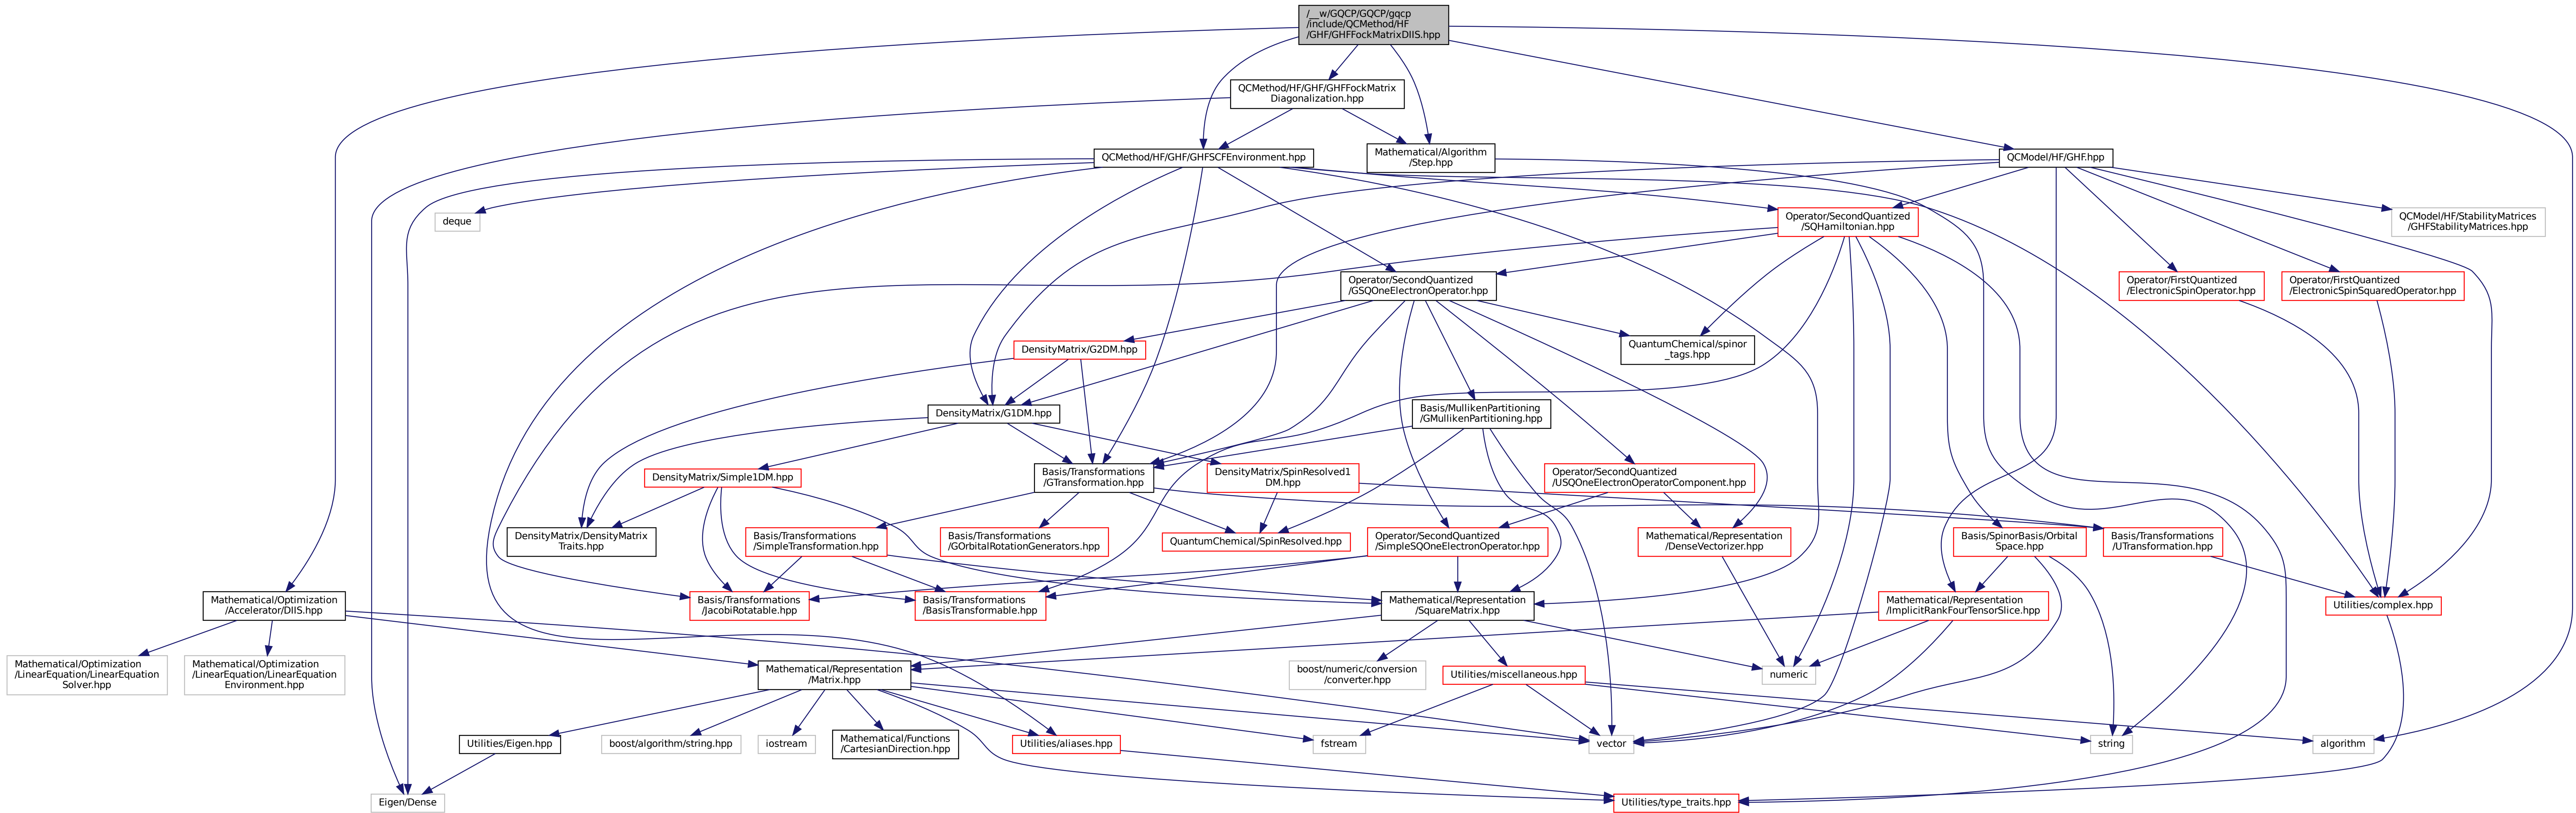 /__w/GQCP/GQCP/gqcp
/include/QCMethod/HF
/GHF/GHFFockMatrixDIIS.hpp
QCMethod/HF/GHF/GHFFockMatrix
Diagonalization.hpp
QCMethod/HF/GHF/GHFSCFEnvironment.hpp
Mathematical/Algorithm
/Step.hpp
QCModel/HF/GHF.hpp
deque
Operator/SecondQuantized
/SQHamiltonian.hpp
QCModel/HF/StabilityMatrices
/GHFStabilityMatrices.hpp
Operator/SecondQuantized
/GSQOneElectronOperator.hpp
Operator/FirstQuantized
/ElectronicSpinOperator.hpp
Operator/FirstQuantized
/ElectronicSpinSquaredOperator.hpp
DensityMatrix/G2DM.hpp
QuantumChemical/spinor
_tags.hpp
DensityMatrix/G1DM.hpp
Basis/MullikenPartitioning
/GMullikenPartitioning.hpp
DensityMatrix/Simple1DM.hpp
Basis/Transformations
/GTransformation.hpp
DensityMatrix/SpinResolved1
DM.hpp
Operator/SecondQuantized
/USQOneElectronOperatorComponent.hpp
DensityMatrix/DensityMatrix
Traits.hpp
Basis/Transformations
/SimpleTransformation.hpp
Basis/Transformations
/GOrbitalRotationGenerators.hpp
QuantumChemical/SpinResolved.hpp
Operator/SecondQuantized
/SimpleSQOneElectronOperator.hpp
Mathematical/Representation
/DenseVectorizer.hpp
Basis/SpinorBasis/Orbital
Space.hpp
Basis/Transformations
/UTransformation.hpp
Mathematical/Optimization
/Accelerator/DIIS.hpp
Basis/Transformations
/JacobiRotatable.hpp
Basis/Transformations
/BasisTransformable.hpp
Mathematical/Representation
/SquareMatrix.hpp
Mathematical/Representation
/ImplicitRankFourTensorSlice.hpp
Utilities/complex.hpp
Mathematical/Optimization
/LinearEquation/LinearEquation
Solver.hpp
Mathematical/Optimization
/LinearEquation/LinearEquation
Environment.hpp
Mathematical/Representation
/Matrix.hpp
boost/numeric/conversion
/converter.hpp
Utilities/miscellaneous.hpp
numeric
Utilities/Eigen.hpp
boost/algorithm/string.hpp
iostream
Mathematical/Functions
/CartesianDirection.hpp
Utilities/aliases.hpp
fstream
vector
string
algorithm
Eigen/Dense
Utilities/type_traits.hpp